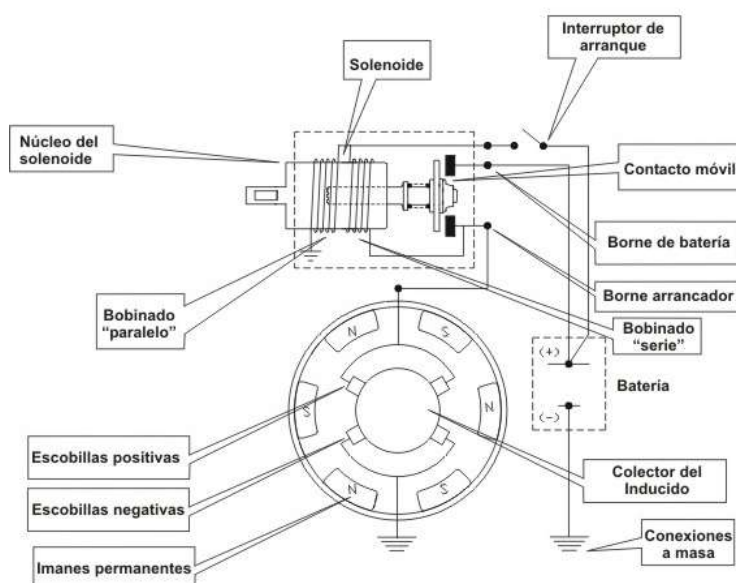 Interruptor de
arranque
Solenoide
Núcleo del
solenoide
Contacto móvil
Borne de batería
Borne arrancador
Bobinado
“paralelo”
Bobinado
“serie”
N
S
(+)
Batería
S
N
(-)
Escobillas positivas
Colector del
Inducido
Escobillas negativas
N
S
Imanes permanentes
Conexiones
a masa